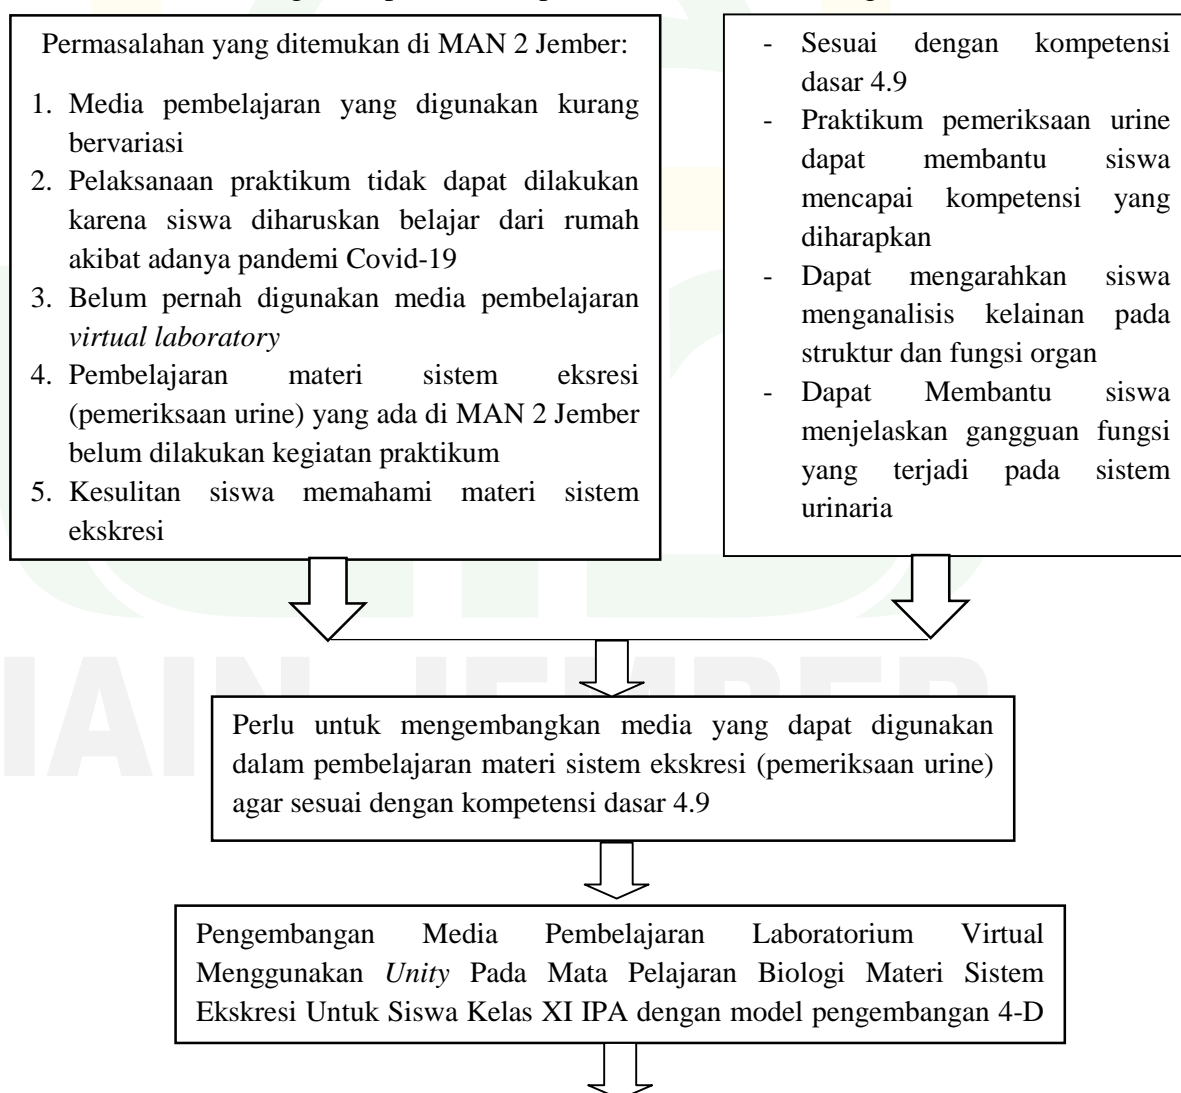 Permasalahan yang ditemukan di MAN 2 Jember:
1. Media pembelajaran yang digunakan kurang
bervariasi
2. Pelaksanaan praktikum tidak dapat dilakukan
karena siswa diharuskan belajar dari rumah
akibat adanya pandemi Covid-19
3. Belum pernah digunakan media pembelajaran
virtual laboratory
4. Pembelajaran materi sistem eksresi
(pemeriksaan urine) yang ada di MAN 2 Jember
belum dilakukan kegiatan praktikum
5. Kesulitan siswa memahami materi sistem
ekskresi
- Sesuai dengan kompetensi
dasar 4.9
- Praktikum pemeriksaan urine
dapat membantu siswa
mencapai kompetensi yang
diharapkan
- Dapat mengarahkan siswa
menganalisis kelainan pada
struktur dan fungsi organ
- Dapat Membantu siswa
menjelaskan gangguan fungsi
yang terjadi pada sistem
urinaria
IAIN JEMBER
Perlu untuk mengembangkan media yang dapat digunakan
dalam pembelajaran materi sistem ekskresi (pemeriksaan urine)
agar sesuai dengan kompetensi dasar 4.9
Pengembangan Media Pembelajaran Laboratorium Virtual
Menggunakan Unity Pada Mata Pelajaran Biologi Materi Sistem
Ekskresi Untuk Siswa Kelas XI IPA dengan model pengembangan 4-D